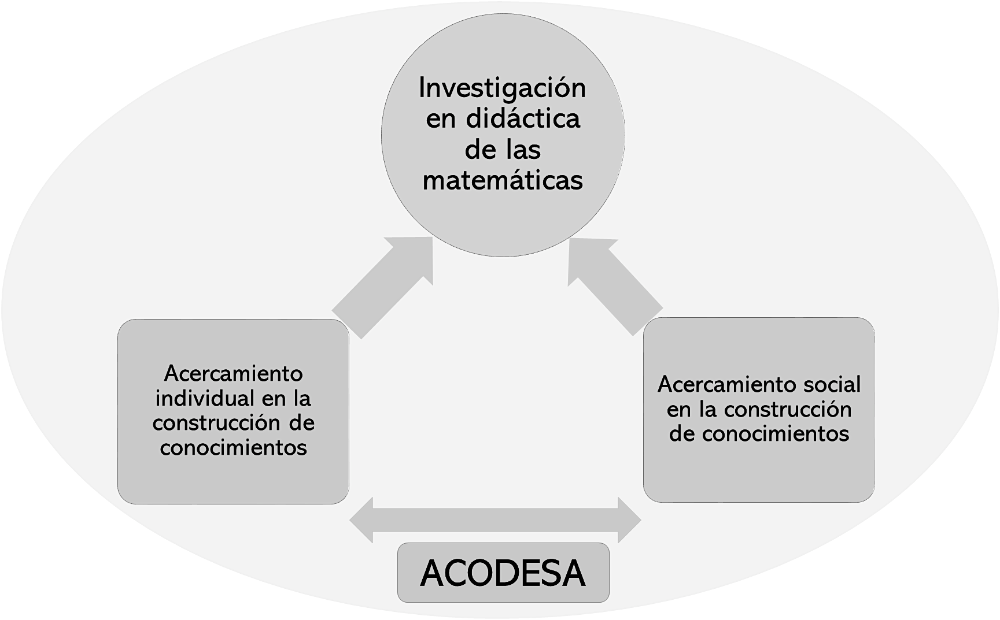 Investigación
en didáctica
de las
matemáticas
Acercamiento
individual en la
construcción de
conocimientos
Acercamiento social
en la construcción
de conocimientos
ACODESA